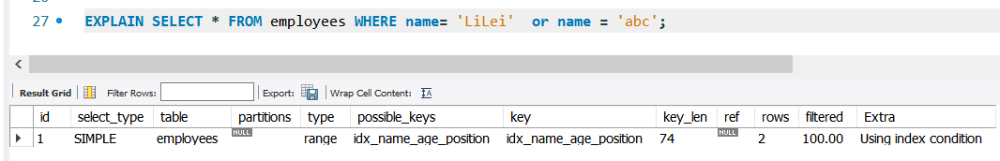 27 EXPLAIN SELECT * FROM employees WHERE name= 'LiLei'  or name = 'abc';
Result Grid Filter Rows: Export: Wrap Cell Content: IA
id select_type table partitions type possible_keys key key_len ref rows filtered Extra
1 SIMPLE employees NULL range idx_name_age_position idx_name_age_position 74 NULL 2 100.00 Using index condition